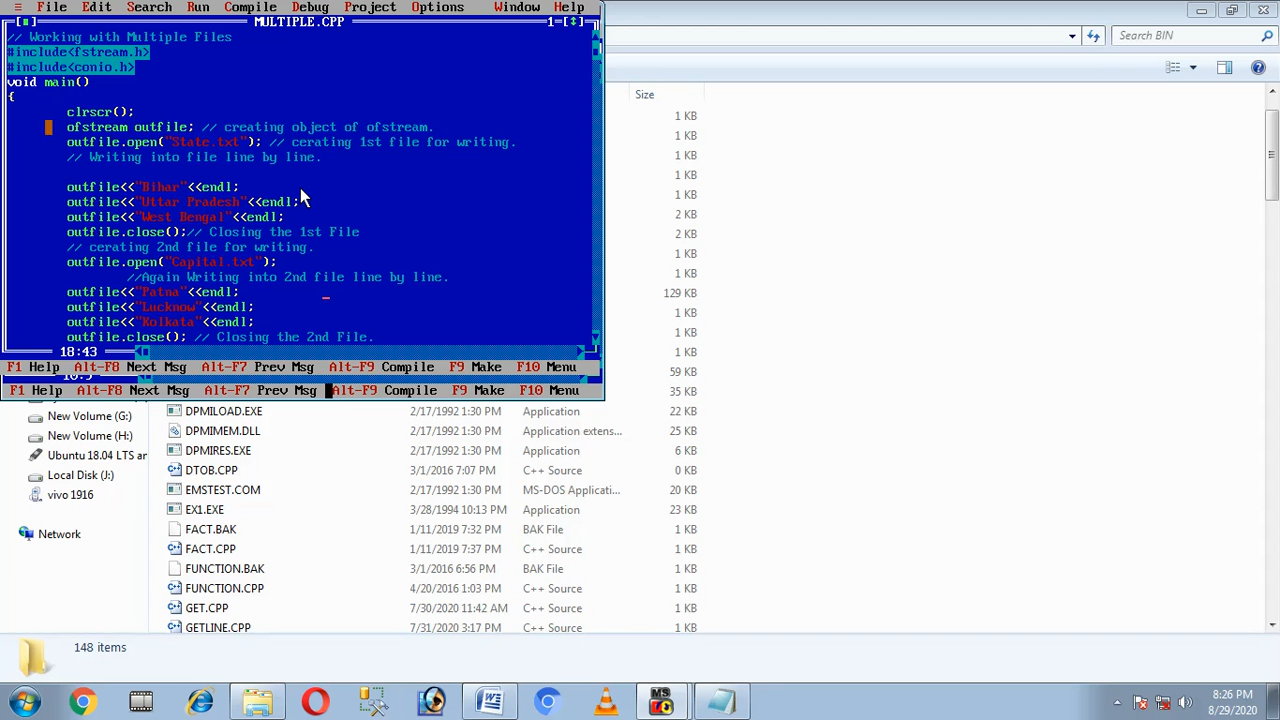 ≡ File Edit Search Run Compile Debug Project Options Window Help
MULTIPLE.CPP 1
// Working with Multiple Files
#include<fstream.h>
#include<conio.h>
void main()
{
clrscr();
ofstream outfile; // creating object of ofstream.
outfile.open("State.txt"); // cerating 1st file for writing.
// Writing into file line by line.
outfile<<"Bihar"<<endl;
outfile<<"Uttar Pradesh"<<endl;
outfile<<"West Bengal"<<endl;
outfile.close();// Closing the 1st File
// cerating 2nd file for writing.
outfile.open("Capital.txt");
//Again Writing into 2nd file line by line.
outfile<<"Patna"<<endl;
outfile<<"Lucknow"<<endl;
outfile<<"Kolkata"<<endl;
outfile.close(); // Closing the 2nd File.
18:43
F1 Help Alt-F8 Next Msg Alt-F7 Prev Msg Alt-F9 Compile F9 Make F10 Menu
F1 Help Alt-F8 Next Msg Alt-F7 Prev Msg Alt-F9 Compile F9 Make F10 Menu
Search BIN
Size
1 KB
1 KB
1 KB
1 KB
1 KB
2 KB
2 KB
1 KB
1 KB
129 KB
1 KB
1 KB
1 KB
59 KB
35 KB
New Volume (G:)
New Volume (H:)
Ubuntu 18.04 LTS an
Local Disk (J:)
vivo 1916
Network
DPMILOAD.EXE 2/17/1992 1:30 PM Application 22 KB
DPMIMEM.DLL 2/17/1992 1:30 PM Application extens... 25 KB
DPMIRES.EXE 2/17/1992 1:30 PM Application 6 KB
DTOB.CPP 3/1/2016 7:07 PM C++ Source 0 KB
EMSTEST.COM 2/17/1992 1:30 PM MS-DOS Applicati... 20 KB
EX1.EXE 3/28/1994 10:13 PM Application 23 KB
FACT.BAK 1/11/2019 7:32 PM BAK File 1 KB
FACT.CPP 1/11/2019 7:37 PM C++ Source 1 KB
FUNCTION.BAK 3/1/2016 6:56 PM BAK File 1 KB
FUNCTION.CPP 4/20/2016 1:03 PM C++ Source 1 KB
GET.CPP 7/30/2020 11:42 AM C++ Source 1 KB
GETLINE.CPP 7/31/2020 3:17 PM C++ Source 1 KB
148 items
MS
8:26 PM
8/29/2020